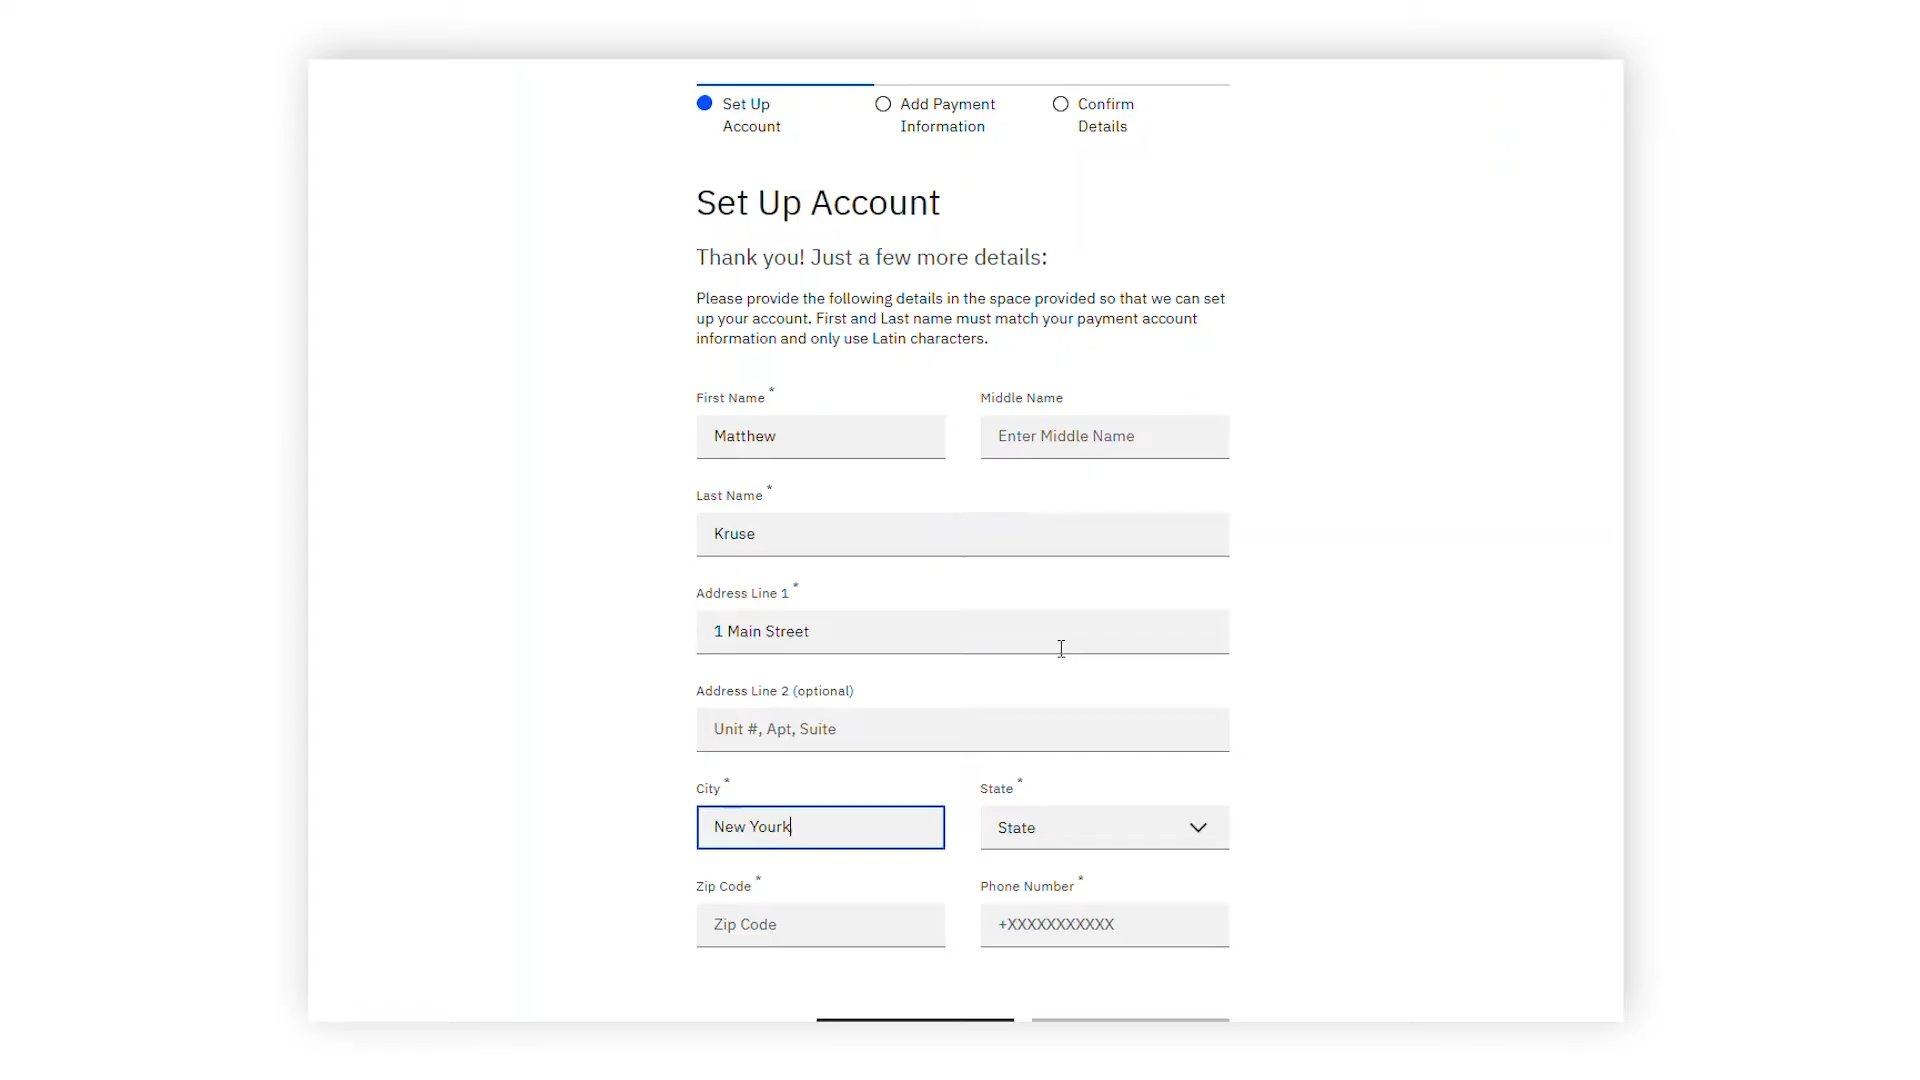 Set Up
Account
Add Payment
Information
Confirm
Details
Set Up Account
Thank you! Just a few more details:
Please provide the following details in the space provided so that we can set
up your account. First and Last name must match your payment account
information and only use Latin characters.
First Name *
Middle Name
Matthew
Enter Middle Name
Last Name *
Kruse
Address Line 1 *
1 Main Street
Address Line 2 (optional)
Unit #, Apt, Suite
City *
State *
New Yourk
State
Zip Code *
Phone Number *
Zip Code
+XXXXXXXXXXX